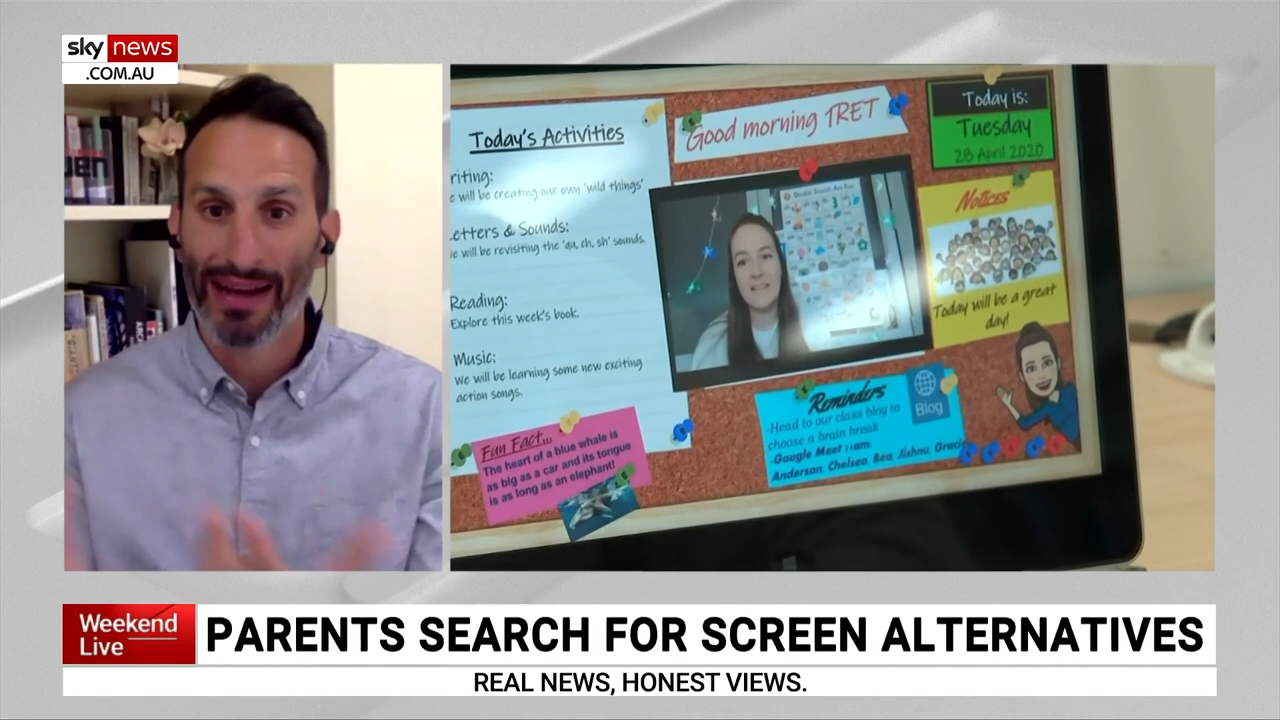 sky news
.COM.AU
Today's Activities
riting:
e will be creating our own 'wild things'
etters & Sounds:
e will be revisiting the 'qu, ch, sh' sounds.
Reading:
Explore this week's book.
Music:
We will be learning some new exciting
action songs.
Fun Fact...
The heart of a blue whale is
as big as a car and its tongue
is as long as an elephant!
Good morning TRET
Today is:
Tuesday
28 April 2020
Notices
Today will be a great
day!
Reminders
-Head to our class blog to
choose a brain break
-Google Meet 11am:
Anderson, Chelsea, Bea, Jishnu, Gracie
Blog
Weekend
Live
PARENTS SEARCH FOR SCREEN ALTERNATIVES
REAL NEWS, HONEST VIEWS.